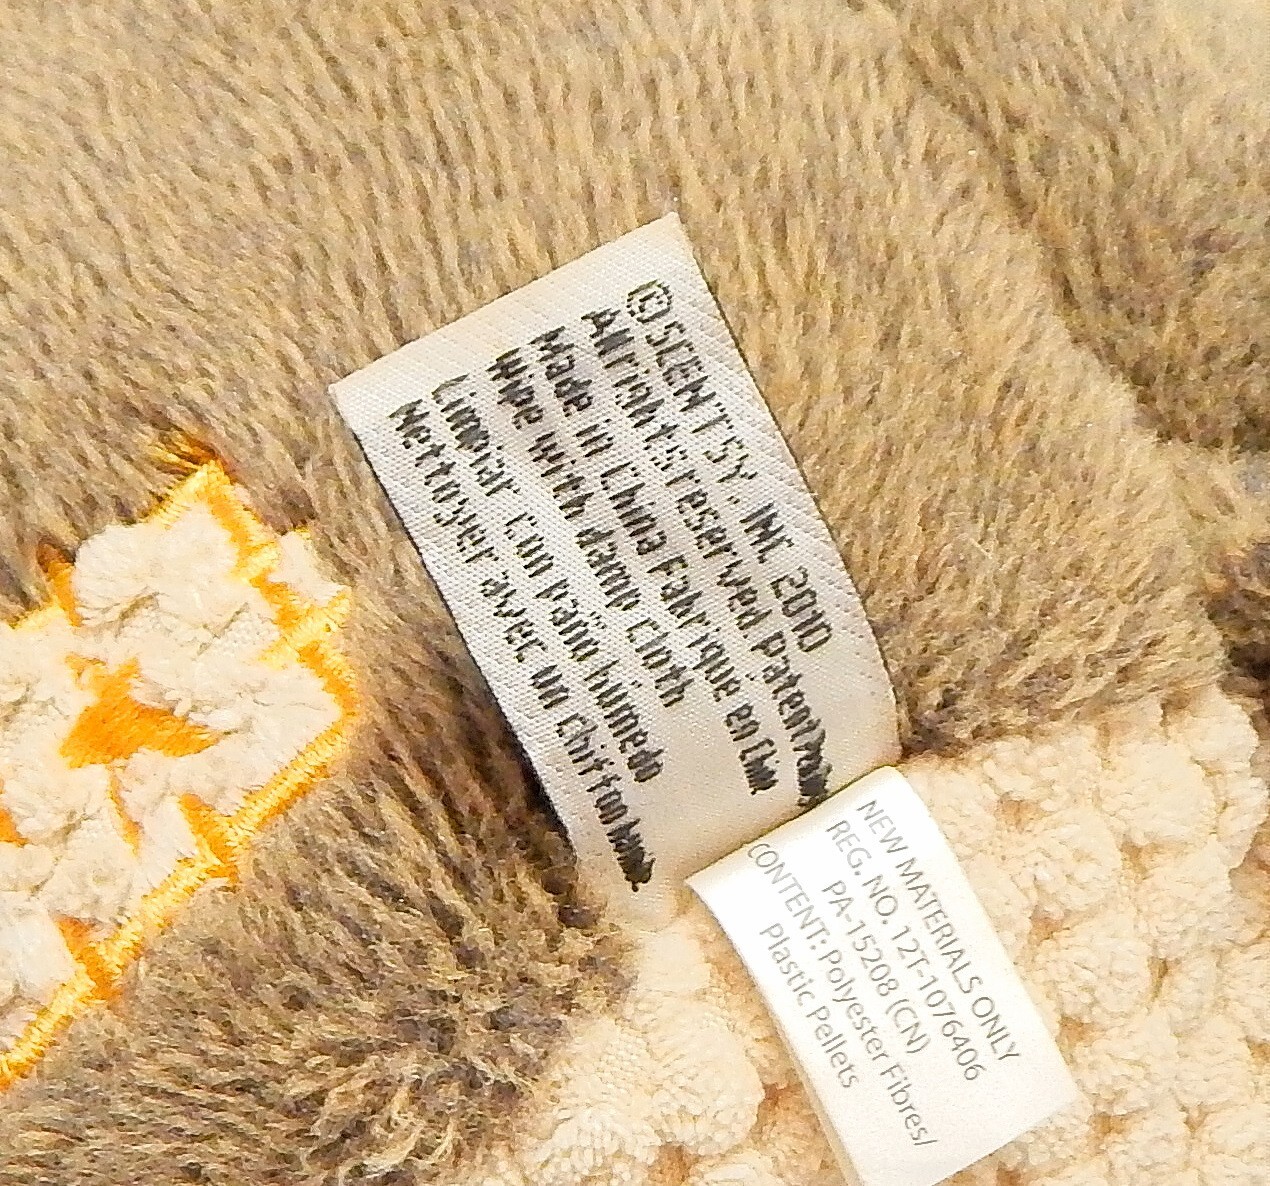 © SCENTSY, INC 2010
All rights reserved. Patent Pending
Made in China Fabrique en Chine
Wipe with damp cloth
Limpiar Con paño húmedo
Nettoyer avec un chiffon
NEW MATERIALS ONLY
REG. NO. 12T-1076406
PA-15208 (CN)
CONTENT: Polyester Fibres/
Plastic Pellets